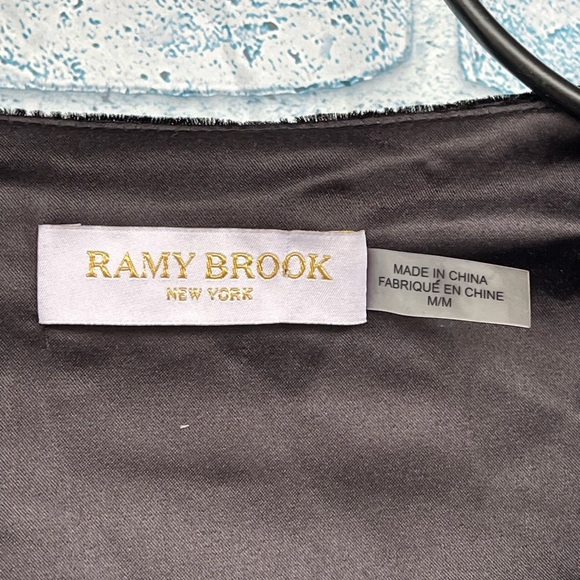 RAMY BROOK
NEW YORK
MADE IN CHINA
FABRIQUÉ EN CHINE
M/M